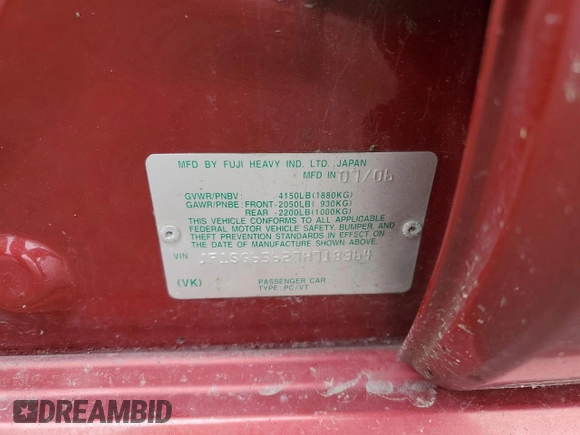 MFD BY FUJI HEAVY IND. LTD. JAPAN
MFD IN 07/06
GVWR/PNBV : 4150LB(1880KG)
GAWR/PNBE: FRONT-2050LB( 930KG)
REAR -2200LB(1000KG)
THIS VEHICLE CONFORMS TO ALL APPLICABLE
FEDERAL MOTOR VEHICLE SAFETY, BUMPER, AND
THEFT PREVENTION STANDARDS IN EFFECT ON
THE DATE OF MANUFACTURE SHOWN ABOVE.
VIN
(VK)
PASSENGER CAR
TYPE: PC/VT
DREAMBID